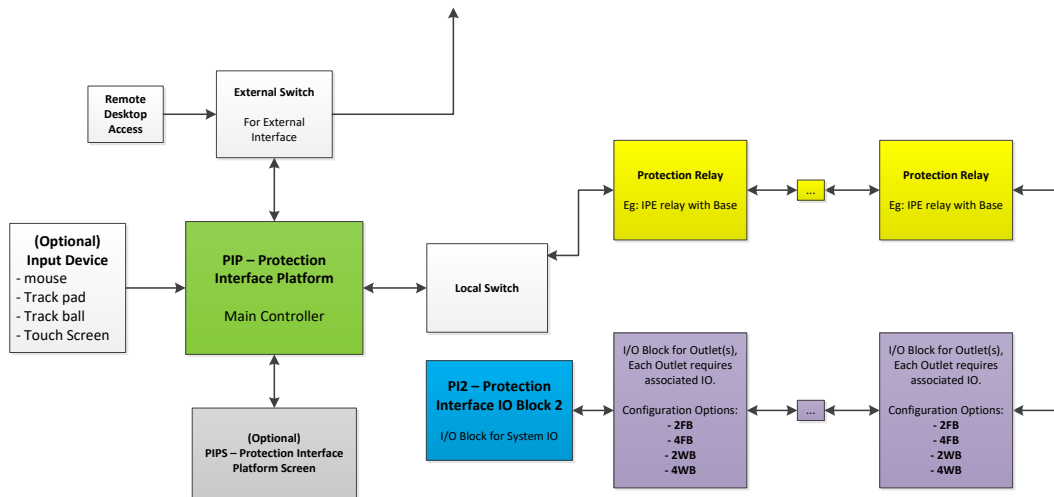 Remote
Desktop
Access
External Switch
For External
Interface
(Optional)
Input Device
- mouse
- Track pad
- Track ball
- Touch Screen
PIP – Protection
Interface Platform
Main Controller
Local Switch
Protection Relay
Eg: IPE relay with Base
...
Protection Relay
Eg: IPE relay with Base
(Optional)
PIPS – Protection Interface
Platform Screen
PI2 – Protection
Interface IO Block 2
I/O Block for System IO
I/O Block for Outlet(s),
Each Outlet requires
associated IO.
Configuration Options:
- 2FB
- 4FB
- 2WB
- 4WB
...
I/O Block for Outlet(s),
Each Outlet requires
associated IO.
Configuration Options:
- 2FB
- 4FB
- 2WB
- 4WB